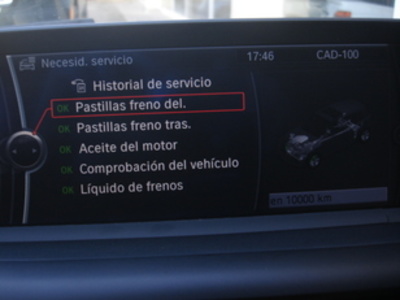 Necesid. servicio 17:46 CAD-100
Historial de servicio
OK Pastillas freno del.
OK Pastillas freno tras.
OK Aceite del motor
OK Comprobación del vehículo
OK Líquido de frenos
en 10000 km